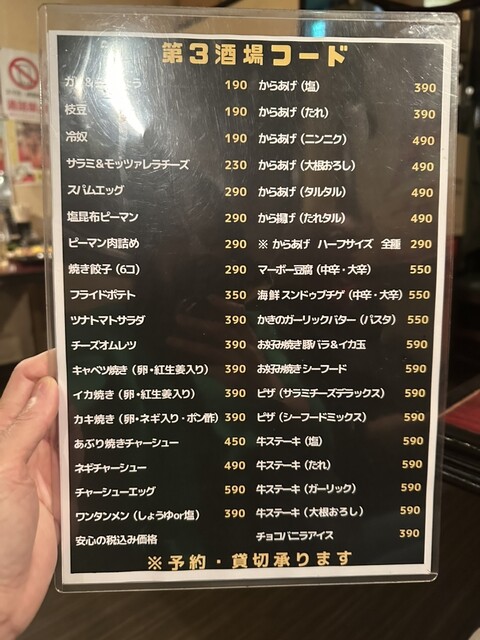 第3酒場フード
190
枝豆 190
冷奴 190
サラミ&モッツァレラチーズ 230
スパムエッグ 290
塩昆布ピーマン 290
ピーマン肉詰め 290
焼き餃子(6コ) 290
フライドポテト 350
ツナトマトサラダ 390
チーズオムレツ 390
キャベツ焼き(卵・紅生姜入り) 390
イカ焼き(卵・紅生姜入り) 390
カキ焼き(卵・ネギ入り・ポン酢) 390
あぶり焼きチャーシュー 450
ネギチャーシュー 490
チャーシューエッグ 590
ワンタンメン(しょうゆor塩) 390
安心の税込み価格
からあげ(塩) 390
からあげ(たれ) 390
からあげ(ニンニク) 490
からあげ(大根おろし) 490
からあげ(タルタル) 490
から揚げ(たれタル) 490
※ からあげ ハーフサイズ 全種 290
マーボー豆腐(中辛・大辛) 550
海鮮スンドゥブチゲ(中辛・大辛) 550
かきのガーリックバター(パスタ) 550
お好み焼き豚バラ&イカ玉 590
お好み焼きシーフード 590
ピザ(サラミチーズデラックス) 590
ピザ(シーフードミックス) 590
牛ステーキ(塩) 590
牛ステーキ(たれ) 590
牛ステーキ(ガーリック) 590
牛ステーキ(大根おろし) 590
チョコバニラアイス 390
※予約・貸切承ります